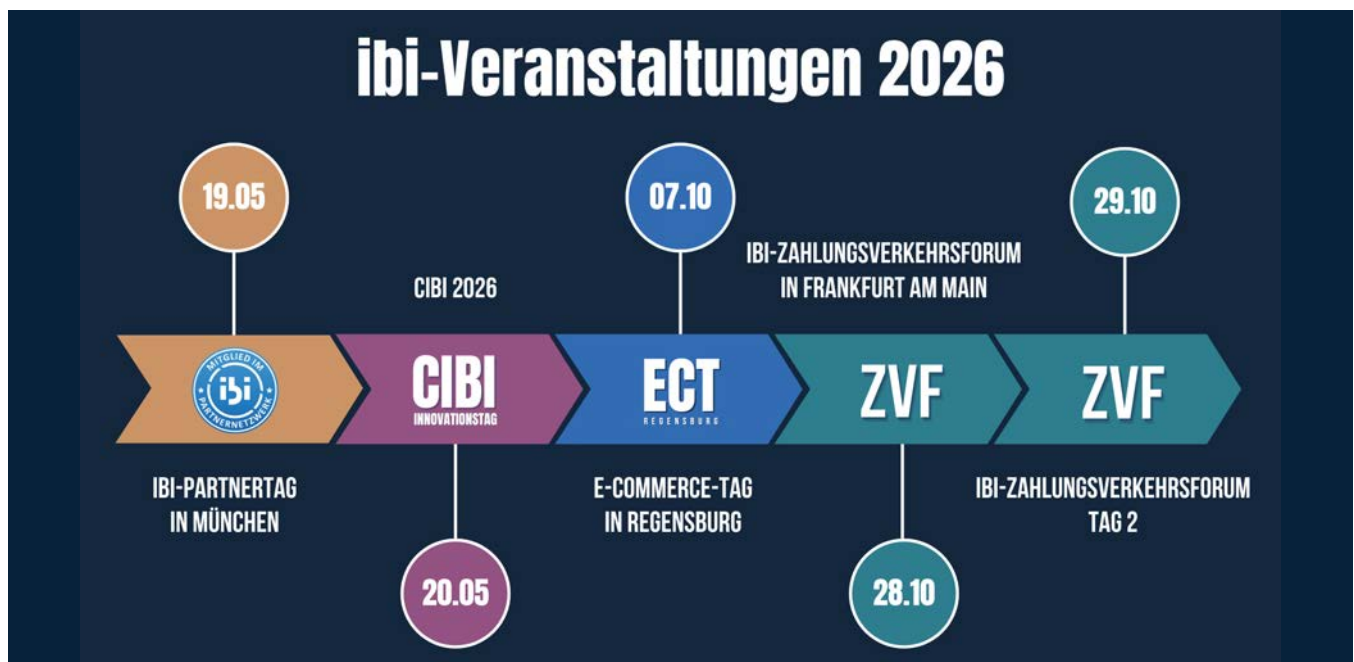 ibi-Veranstaltungen 2026
19.05
07.10
29.10
IBI-ZAHLUNGSVERKEHRSFORUM
IN FRANKFURT AM MAIN
CIBI 2026
MITGLIED IM
ibi
PARTNERNETZWERK
CIBI
INNOVATIONSTAG
ECT
REGENSBURG
ZVF
ZVF
IBI-PARTNERTAG
IN MÜNCHEN
E-COMMERCE-TAG
IN REGENSBURG
IBI-ZAHLUNGSVERKEHRSFORUM
TAG 2
20.05
28.10